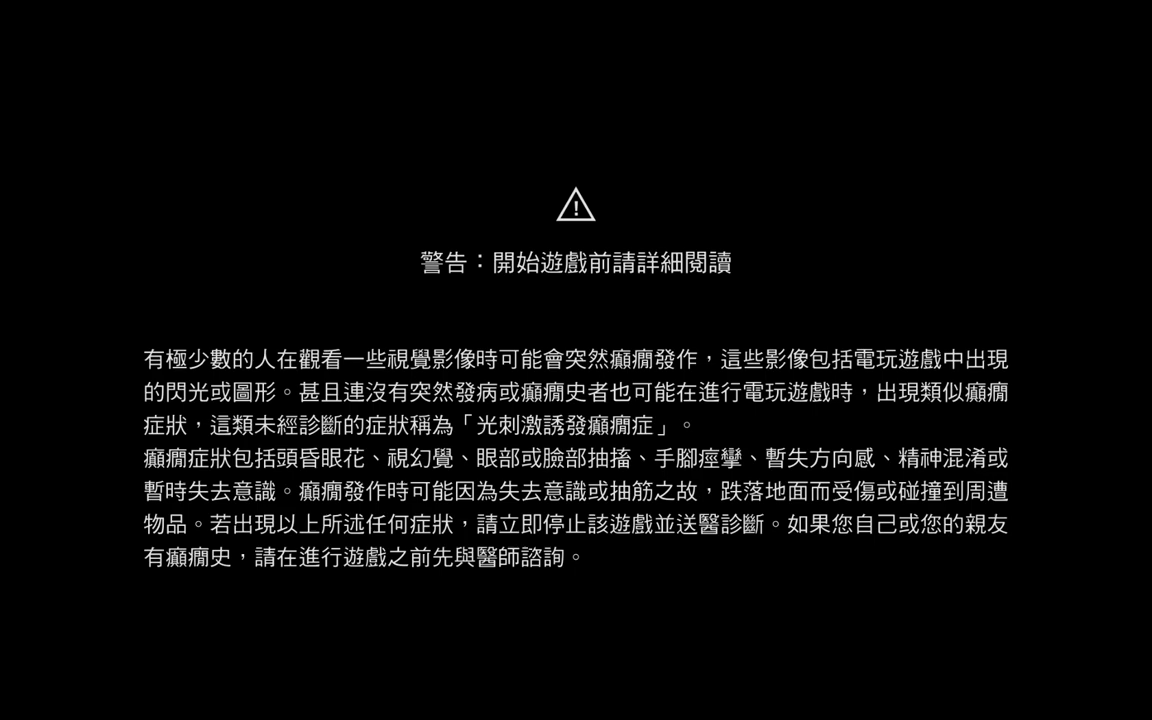 警告：開始遊戲前請詳細閱讀
有極少數的人在觀看一些視覺影像時可能會突然癲癇發作，這些影像包括電玩遊戲中出現
的閃光或圖形。甚且連沒有突然發病或癲癇史者也可能在進行電玩遊戲時，出現類似癲癇
症狀，這類未經診斷的症狀稱為「光刺激誘發癲癇症」。
癲癇症狀包括頭昏眼花、視幻覺、眼部或臉部抽搐、手腳痙攣、暫失方向感、精神混淆或
暫時失去意識。癲癇發作時可能因為失去意識或抽筋之故，跌落地面而受傷或碰撞到周遭
物品。若出現以上所述任何症狀，請立即停止該遊戲並送醫診斷。如果您自己或您的親友
有癲癇史，請在進行遊戲之前先與醫師諮詢。